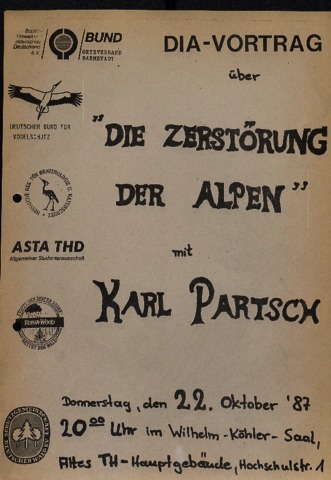 BUND
ORTSVERBAND
DARMSTADT
DIA-VORTRAG
über
"DIE ZERSTÖRUNG
DER ALPEN"
mit
KARL PARTSCH
DEUTSCHER BUND FÜR
VOGELSCHUTZ
ASTA THD
Allgemeiner Studentenausschuß
Donnerstag, den 22. Oktober '87
20 00 Uhr im Wilhelm-Köhler-Saal,
Altes TH-Hauptgebäude, Hochschulstr. 1